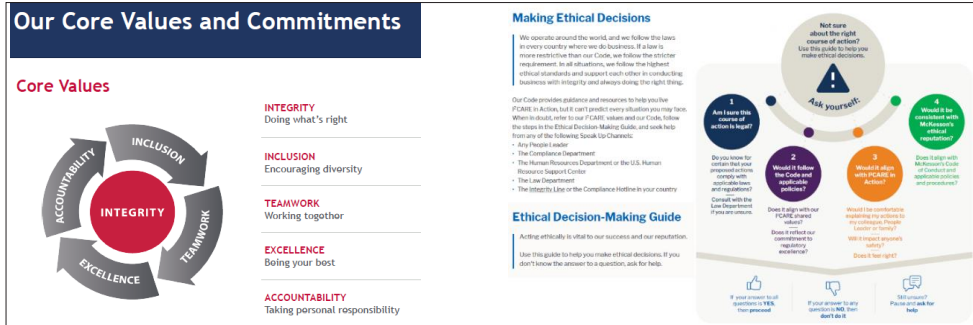 Our Core Values and Commitments
Core Values
ACCOUNTABILITY
INCLUSION
TEAMWORK
EXCELLENCE
INTEGRITY
INTEGRITY
Doing what's right
INCLUSION
Encouraging diversity
TEAMWORK
Working together
EXCELLENCE
Being your best
ACCOUNTABILITY
Taking personal responsibility
Making Ethical Decisions
We operate around the world, and we follow the laws
in every country where we do business. If a law is
more restrictive than our Code, we follow the stricter
requirement. In all situations, we follow the highest
ethical standards and support each other in conducting
business with integrity and always doing the right thing.
Our Code provides guidance and resources to help you live
I²CARE in Action, but it can't predict every situation you may face.
When in doubt, refer to our I²CARE values and our Code, follow
the steps in the Ethical Decision-Making Guide, and seek help
from any of the following Speak Up Channels:
• Any People Leader
• The Compliance Department
• The Human Resources Department or the U.S. Human
Resource Support Center
• The Law Department
• The Integrity Line or the Compliance Hotline in your country
Ethical Decision-Making Guide
Acting ethically is vital to our success and our reputation.
Use this guide to help you make ethical decisions. If you
don't know the answer to a question, ask for help.
Not sure
about the right
course of action?
Use this guide to help you
make ethical decisions.
Ask yourself:
1
Am I sure this
course of
action is legal?
Do you know for
certain that your
proposed actions
comply with
applicable laws
and regulations?
Consult with the
Law Department
if you are unsure.
2
Would it follow
the Code and
applicable
policies?
Does it align with our
I²CARE shared
values?
Does it reflect our
commitment to
regulatory
excellence?
3
Would it align
with I²CARE in
Action?
Would I be comfortable
explaining my actions to
my colleague, People
Leader or family?
Will it impact anyone's
safety?
Does it feel right?
4
Would it be
consistent with
McKesson's
ethical
reputation?
Does it align with
McKesson's Code
of Conduct and
applicable policies
and procedures?
If your answer to all
questions is YES,
then proceed
If your answer to any
question is NO, then
don't do it
Still unsure?
Pause and ask for
help